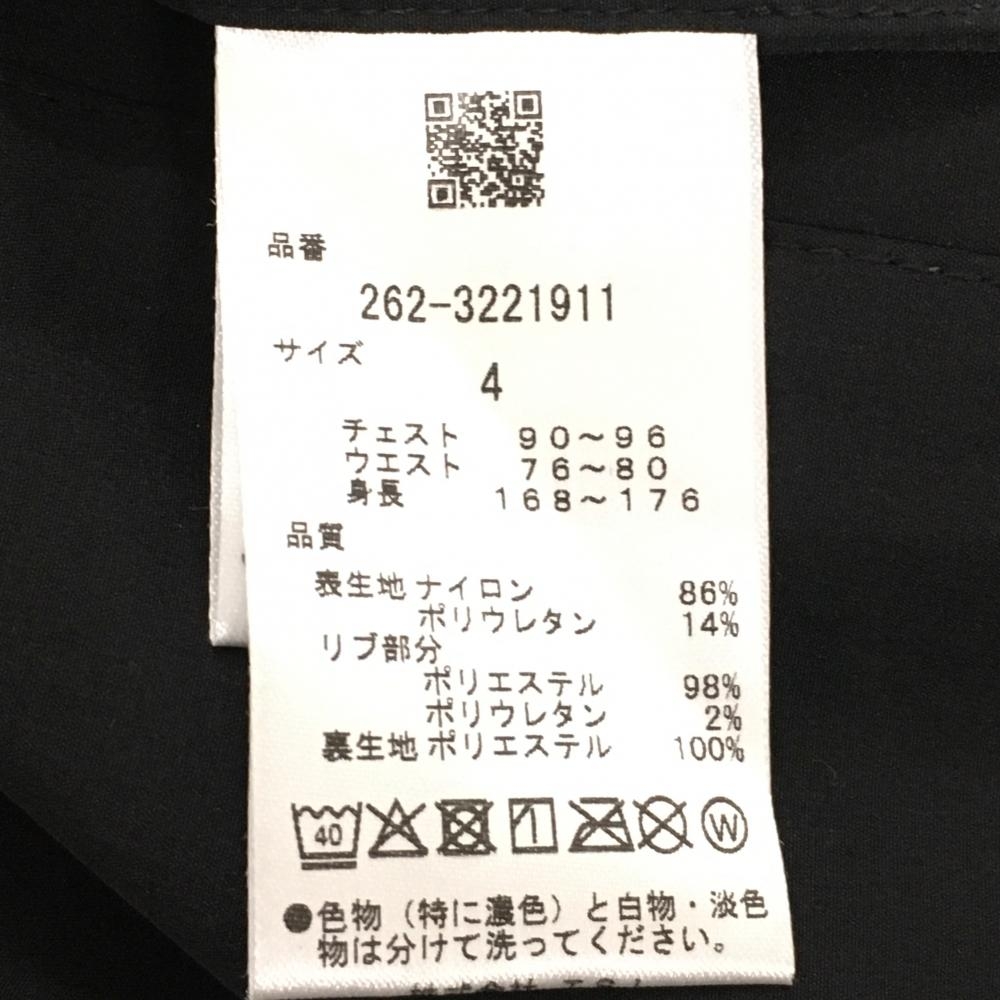 品番
262-3221911
サイズ
4
チェスト 90～96
ウエスト 76～80
身長 168～176
品質
表生地 ナイロン 86%
ポリウレタン 14%
リブ部分
ポリエステル 98%
ポリウレタン 2%
裏生地 ポリエステル 100%
40 W
●色物（特に濃色）と白物・淡色
物は分けて洗ってください。